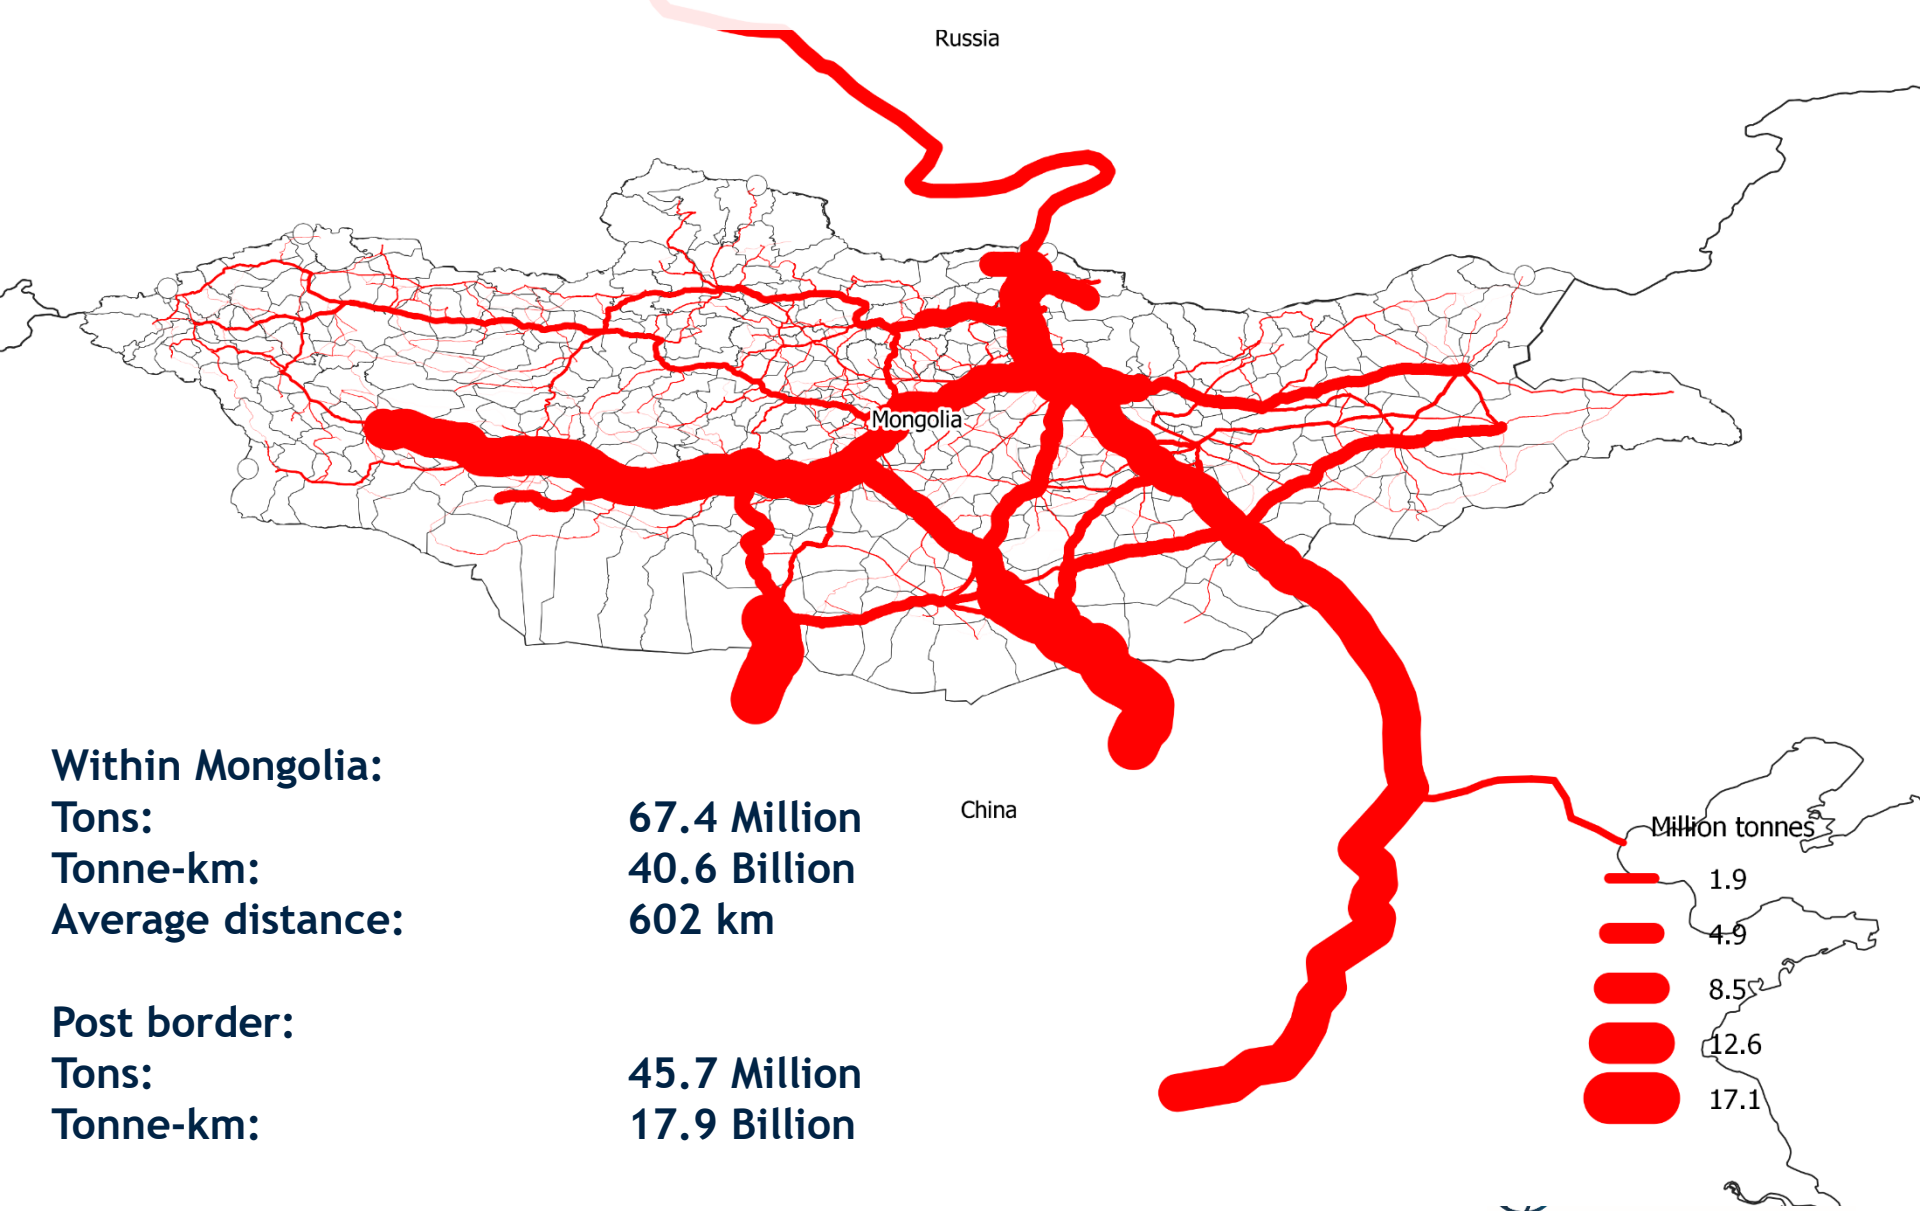 Russia
Mongolia
Within Mongolia:
Tons: 67.4 Million
Tonne-km: 40.6 Billion
Average distance: 602 km
Post border:
Tons: 45.7 Million
Tonne-km: 17.9 Billion
China
Million tonnes
1.9
4.9
8.5
12.6
17.1